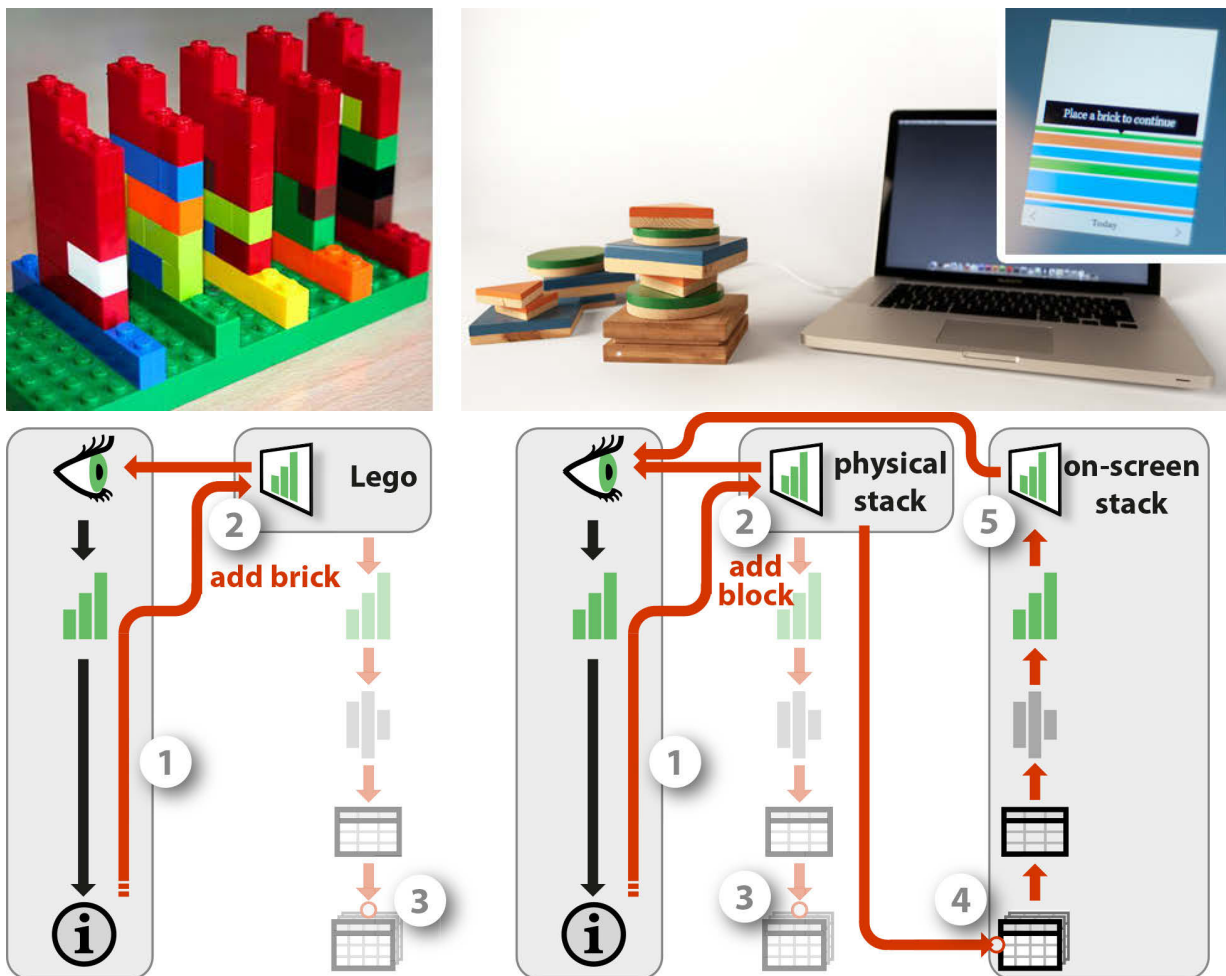 Place a brick to continue
Today
Lego
2
add brick
1
3
i
physical
stack
2
add
block
1
3
i
on-screen
stack
5
4